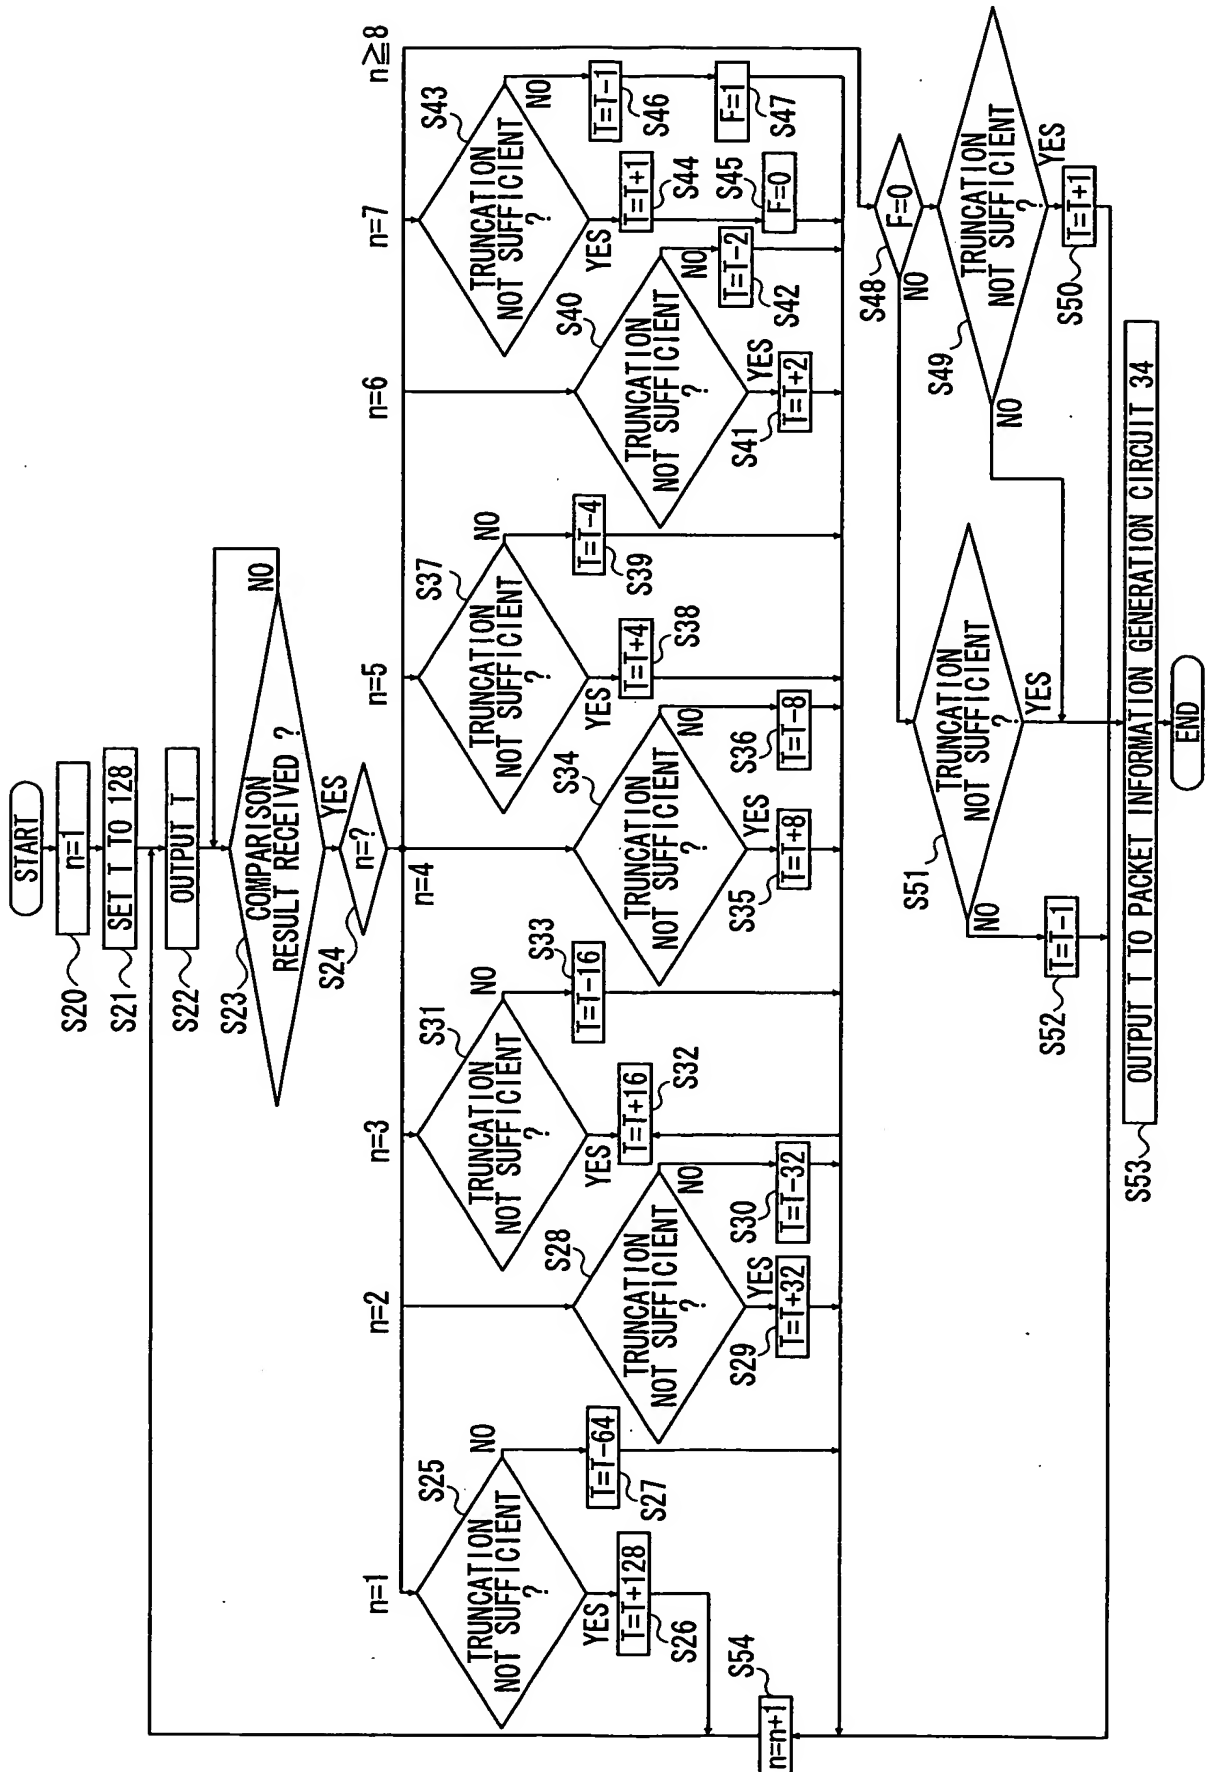 START
S20
n=1
S21
SET T TO 128
S22
OUTPUT T
S23
COMPARISON
RESULT RECEIVED ?
NO
YES
S24
n=?
n=1
n=2
n=3
n=4
n=5
n=6
n=7
n≧8
S25
TRUNCATION
NOT SUFFICIENT
?
NO
YES
T=T+128
S26
T=T-64
S27
S28
TRUNCATION
NOT SUFFICIENT
?
NO
YES
S29
T=T+32
S30
T=T-32
S31
TRUNCATION
NOT SUFFICIENT
?
NO
YES
T=T+16
S32
S33
T=T-16
S34
TRUNCATION
NOT SUFFICIENT
?
NO
YES
S35
T=T+8
S36
T=T-8
S37
TRUNCATION
NOT SUFFICIENT
?
NO
YES
T=T+4
S38
T=T-4
S39
S40
TRUNCATION
NOT SUFFICIENT
?
NO
YES
S41
T=T+2
T=T-2
S42
S43
TRUNCATION
NOT SUFFICIENT
?
NO
YES
T=T+1
S44
S45
F=0
T=T-1
S46
F=1
S47
S54
n=n+1
S48
F=0
NO
S49
TRUNCATION
NOT SUFFICIENT
?
NO
YES
T=T+1
S50
S51
TRUNCATION
NOT SUFFICIENT
?
NO
YES
S52
T=T-1
S53
OUTPUT T TO PACKET INFORMATION GENERATION CIRCUIT 34
END